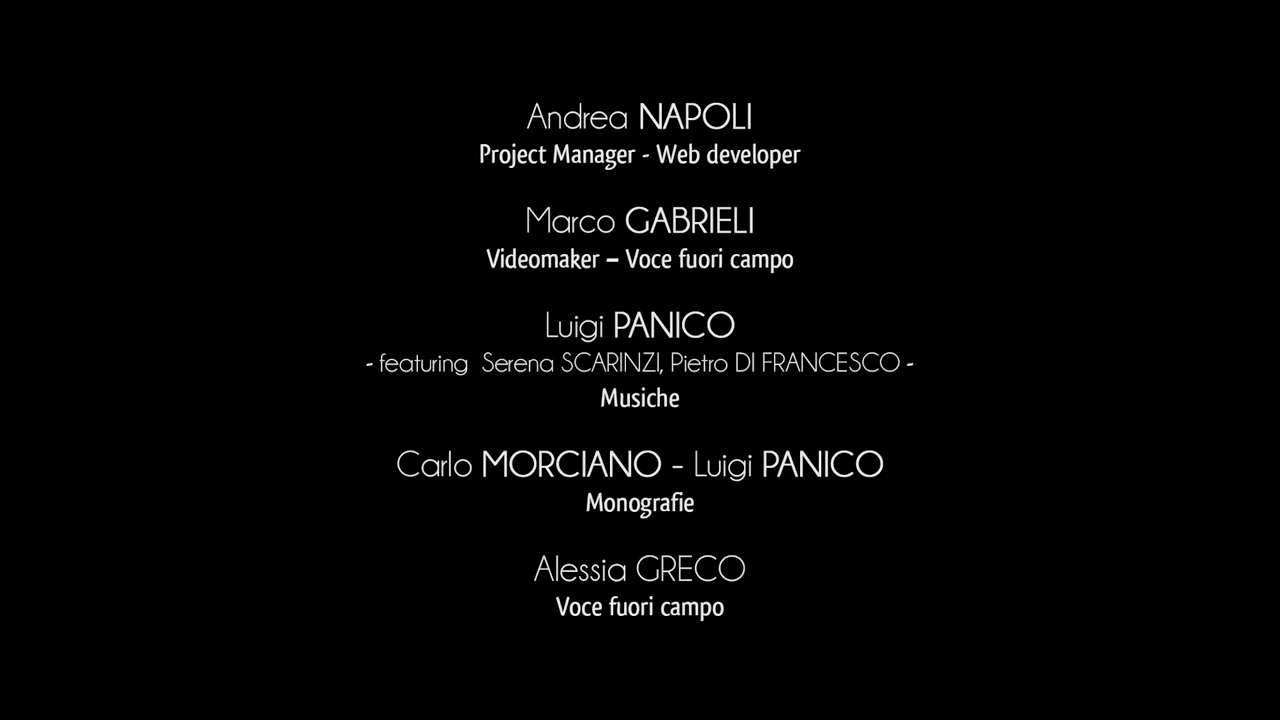 Andrea NAPOLI
Project Manager - Web developer
Marco GABRIELI
Videomaker – Voce fuori campo
Luigi PANICO
- featuring Serena SCARINZI, Pietro DI FRANCESCO -
Musiche
Carlo MORCIANO - Luigi PANICO
Monografie
Alessia GRECO
Voce fuori campo